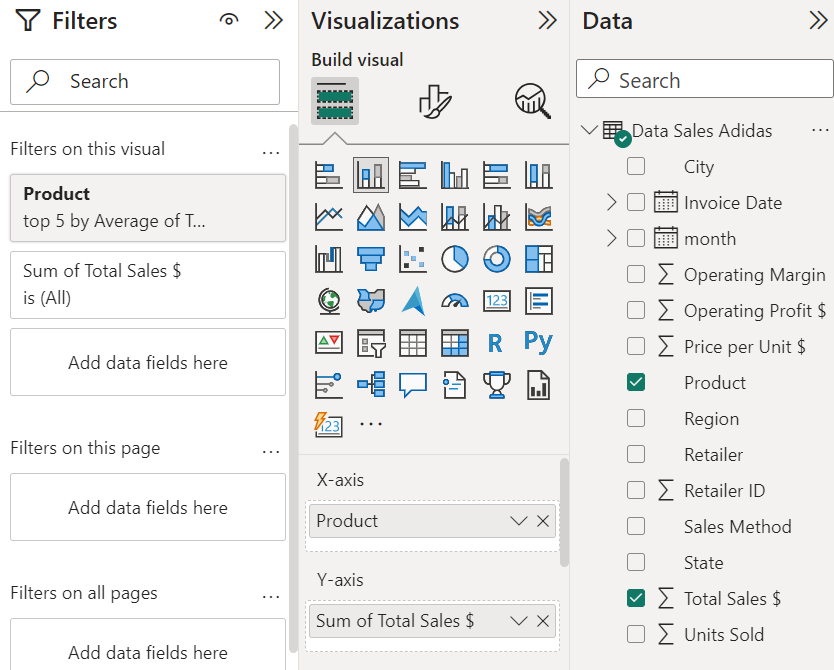 Filters
Search
Filters on this visual
...
Product
top 5 by Average of T...
Sum of Total Sales $
is (All)
Add data fields here
Filters on this page
...
Add data fields here
Filters on all pages
...
Add data fields here
Visualizations
Build visual
123
R
Py
123
...
X-axis
Product
Y-axis
Sum of Total Sales $
Data
Search
Data Sales Adidas
...
City
Invoice Date
month
∑ Operating Margin
∑ Operating Profit $
∑ Price per Unit $
Product
Region
Retailer
∑ Retailer ID
Sales Method
State
∑ Total Sales $
∑ Units Sold